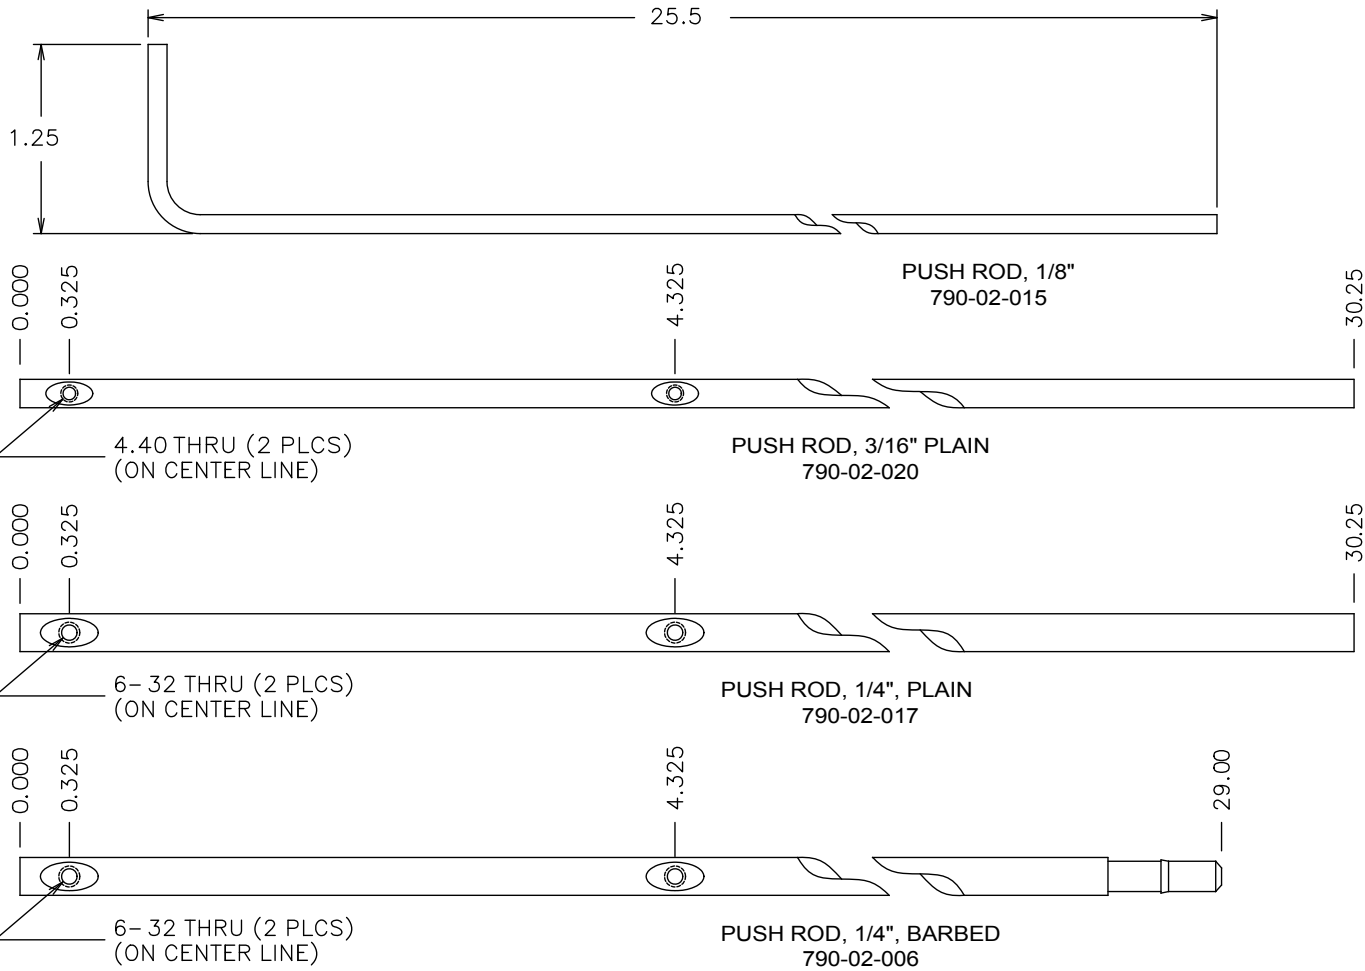 25.5
1.25
PUSH ROD, 1/8"
790-02-015
0.000
0.325
4.325
30.25
4.40 THRU (2 PLCS)
(ON CENTER LINE)
PUSH ROD, 3/16" PLAIN
790-02-020
0.000
0.325
4.325
30.25
6-32 THRU (2 PLCS)
(ON CENTER LINE)
PUSH ROD, 1/4", PLAIN
790-02-017
0.000
0.325
4.325
29.00
6-32 THRU (2 PLCS)
(ON CENTER LINE)
PUSH ROD, 1/4", BARBED
790-02-006